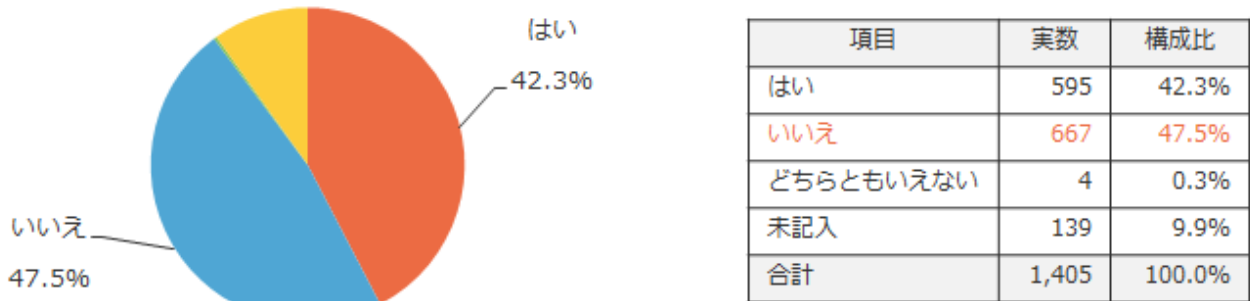 はい
42.3%
いいえ
47.5%
項目 実数 構成比
はい 595 42.3%
いいえ 667 47.5%
どちらともいえない 4 0.3%
未記入 139 9.9%
合計 1,405 100.0%